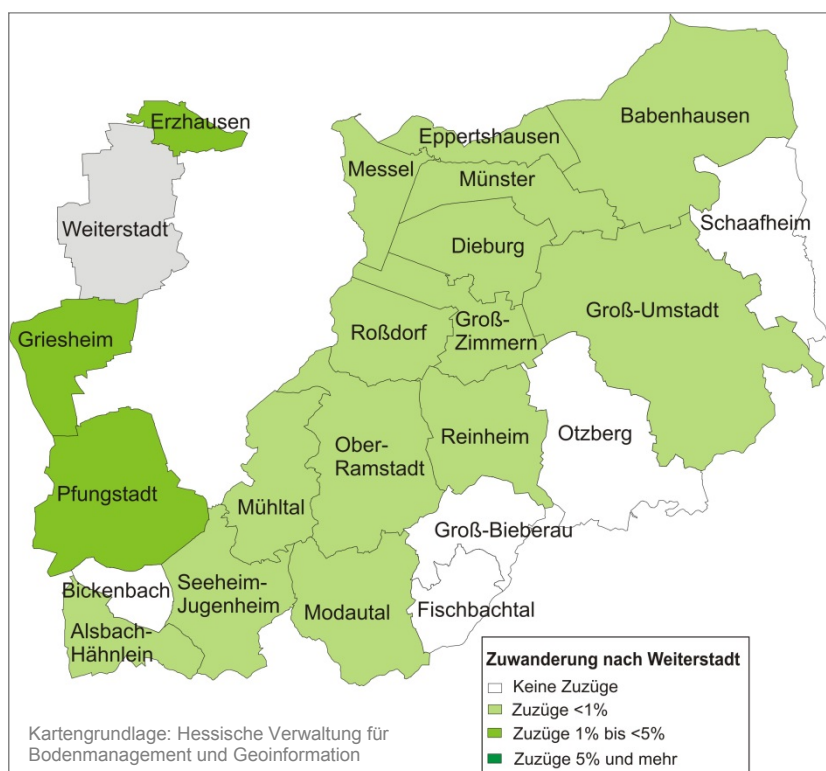 Erzhausen
Babenhausen
Eppertshausen
Messel
Münster
Schaafheim
Weiterstadt
Dieburg
Groß-Umstadt
Griesheim
Roßdorf
Groß-
Zimmern
Otzberg
Reinheim
Ober-
Ramstadt
Pfungstadt
Mühltal
Groß-Bieberau
Bickenbach
Seeheim-
Jugenheim
Modautal
Fischbachtal
Alsbach-
Hähnlein
Zuwanderung nach Weiterstadt
Keine Zuzüge
Zuzüge <1%
Zuzüge 1% bis <5%
Zuzüge 5% und mehr
Kartengrundlage: Hessische Verwaltung für
Bodenmanagement und Geoinformation